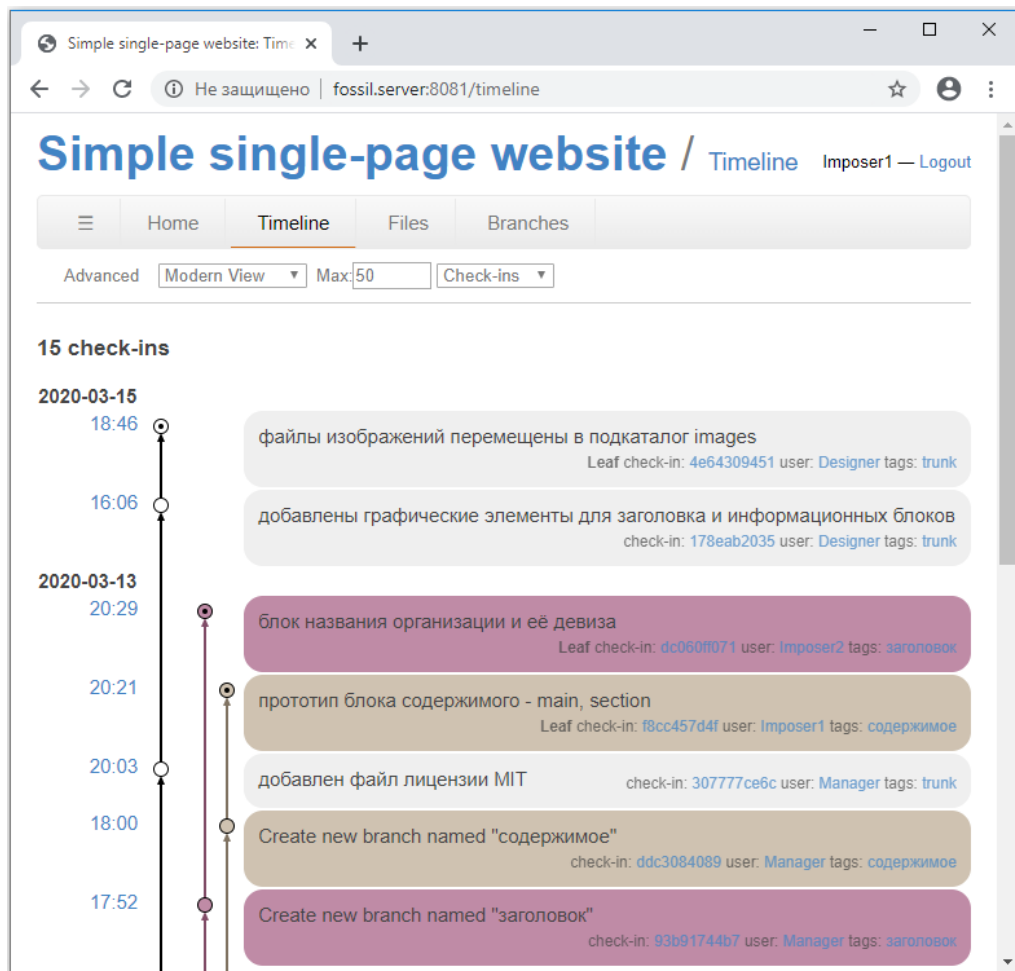 Simple single-page website: Time
Не защищено | fossil.server:8081/timeline
Simple single-page website / Timeline Imposer1 — Logout
☰ Home Timeline Files Branches
Advanced Modern View Max: 50 Check-ins
15 check-ins
2020-03-15
18:46
файлы изображений перемещены в подкаталог images
Leaf check-in: 4e64309451 user: Designer tags: trunk
16:06
добавлены графические элементы для заголовка и информационных блоков
check-in: 178eab2035 user: Designer tags: trunk
2020-03-13
20:29
блок названия организации и её девиза
Leaf check-in: dc060ff071 user: Imposer2 tags: заголовок
20:21
прототип блока содержимого - main, section
Leaf check-in: f8cc457d4f user: Imposer1 tags: содержимое
20:03
добавлен файл лицензии MIT check-in: 307777ce6c user: Manager tags: trunk
18:00
Create new branch named "содержимое"
check-in: ddc3084089 user: Manager tags: содержимое
17:52
Create new branch named "заголовок"
check-in: 93b91744b7 user: Manager tags: заголовок